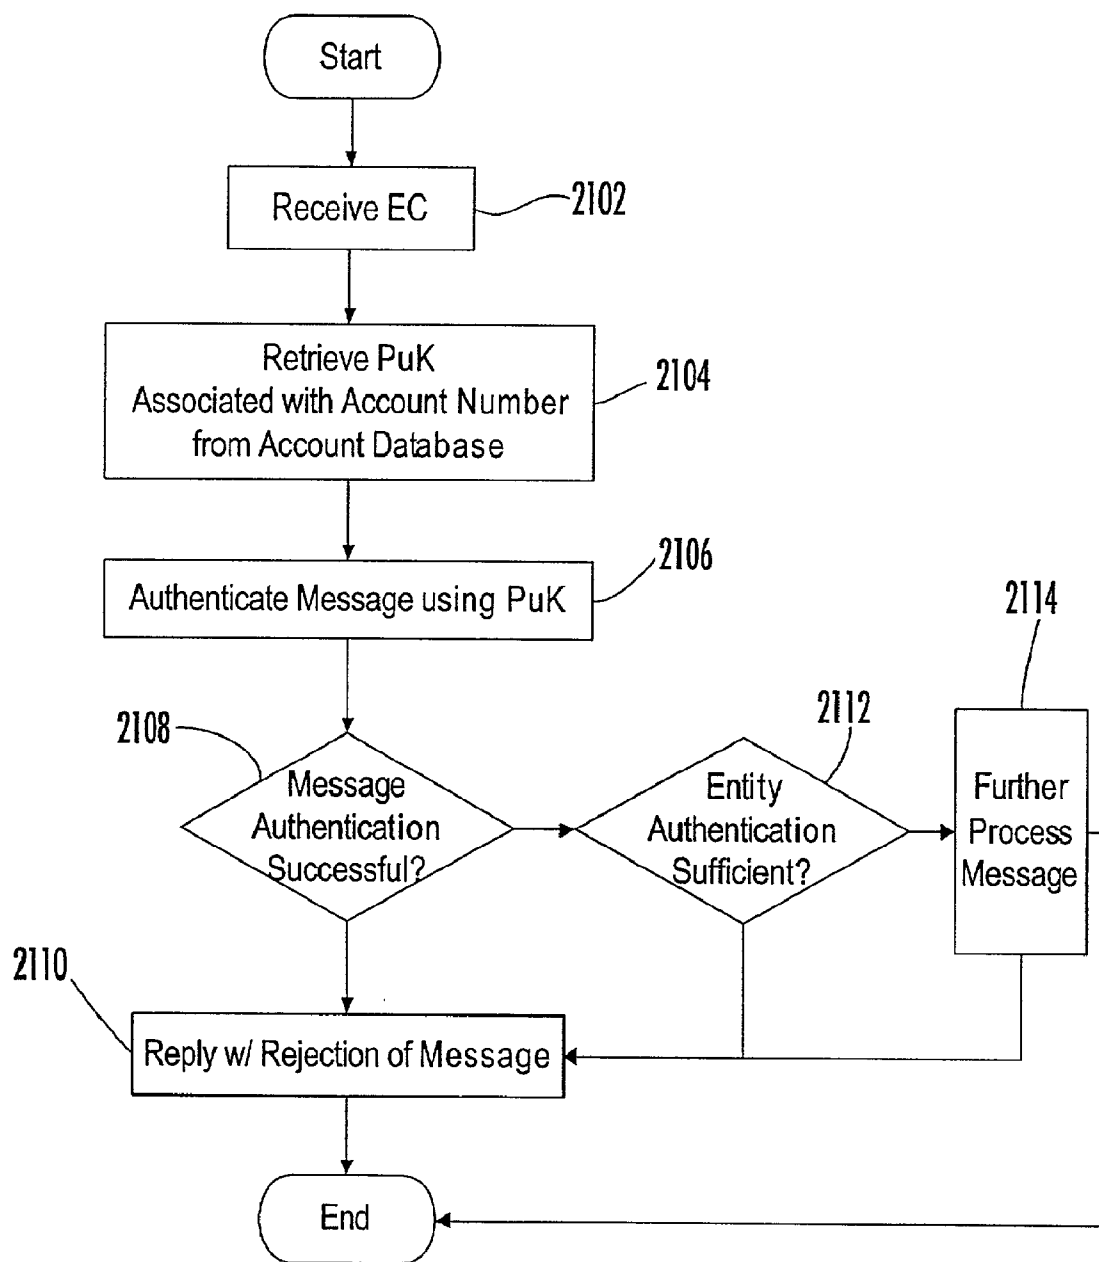 Start
Receive EC
2102
Retrieve PuK
Associated with Account Number
from Account Database
2104
Authenticate Message using PuK
2106
2108
Message
Authentication
Successful?
2112
Entity
Authentication
Sufficient?
2114
Further
Process
Message
2110
Reply w/ Rejection of Message
End